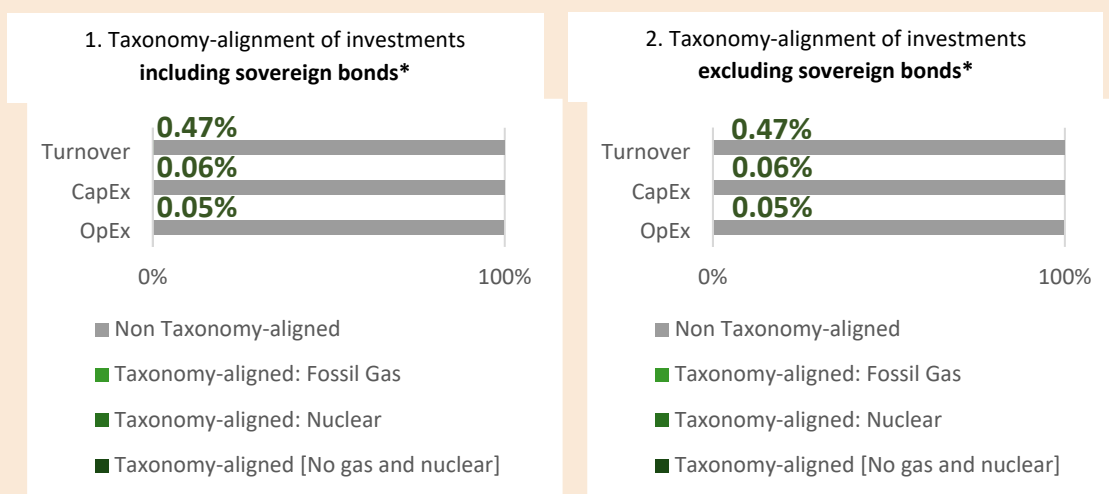 1. Taxonomy-alignment of investments
including sovereign bonds*
0.47%
Turnover
0.06%
CapEx
0.05%
OpEx
0%
100%
Non Taxonomy-aligned
Taxonomy-aligned: Fossil Gas
Taxonomy-aligned: Nuclear
Taxonomy-aligned [No gas and nuclear]
2. Taxonomy-alignment of investments
excluding sovereign bonds*
0.47%
Turnover
0.06%
CapEx
0.05%
OpEx
0%
100%
Non Taxonomy-aligned
Taxonomy-aligned: Fossil Gas
Taxonomy-aligned: Nuclear
Taxonomy-aligned [No gas and nuclear]